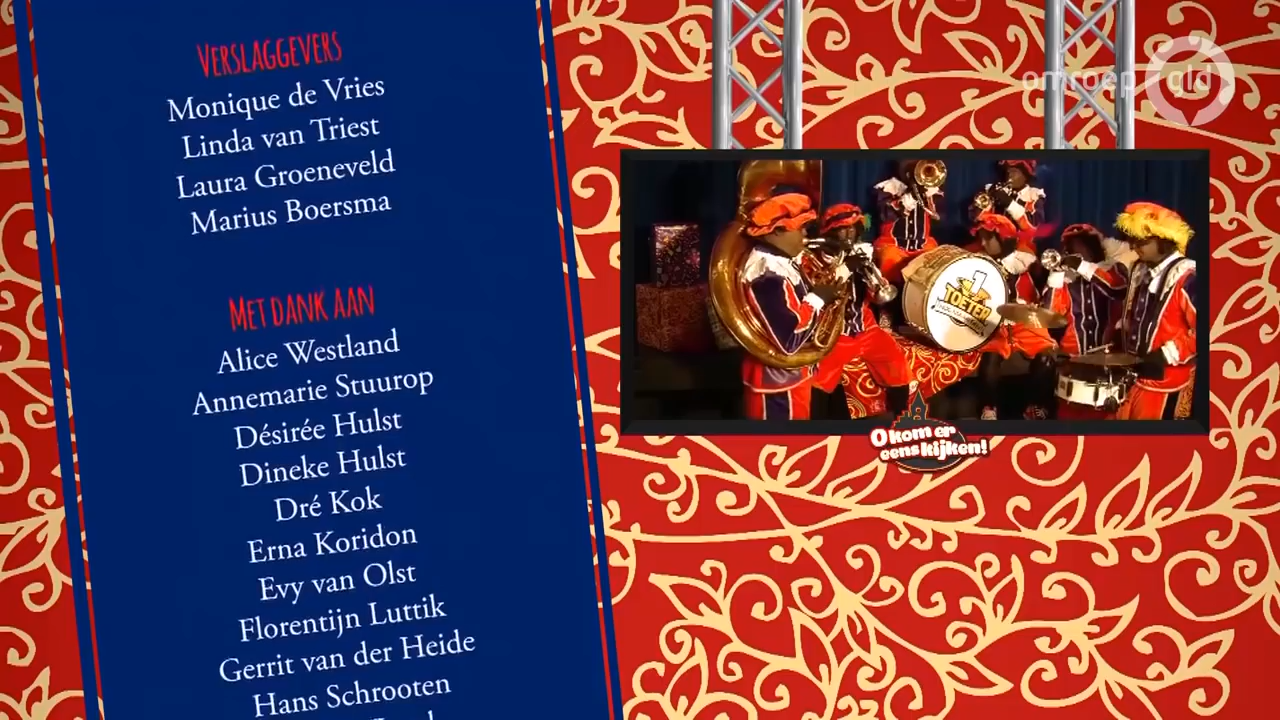 VERSLAGGEVERS
Monique de Vries
Linda van Triest
Laura Groeneveld
Marius Boersma
MET DANK AAN
Alice Westland
Annemarie Stuurop
Désirée Hulst
Dineke Hulst
Dré Kok
Erna Koridon
Evy van Olst
Florentijn Luttik
Gerrit van der Heide
Hans Schrooten
omroep gld
1
TOETER
O kom er
eens kijken!